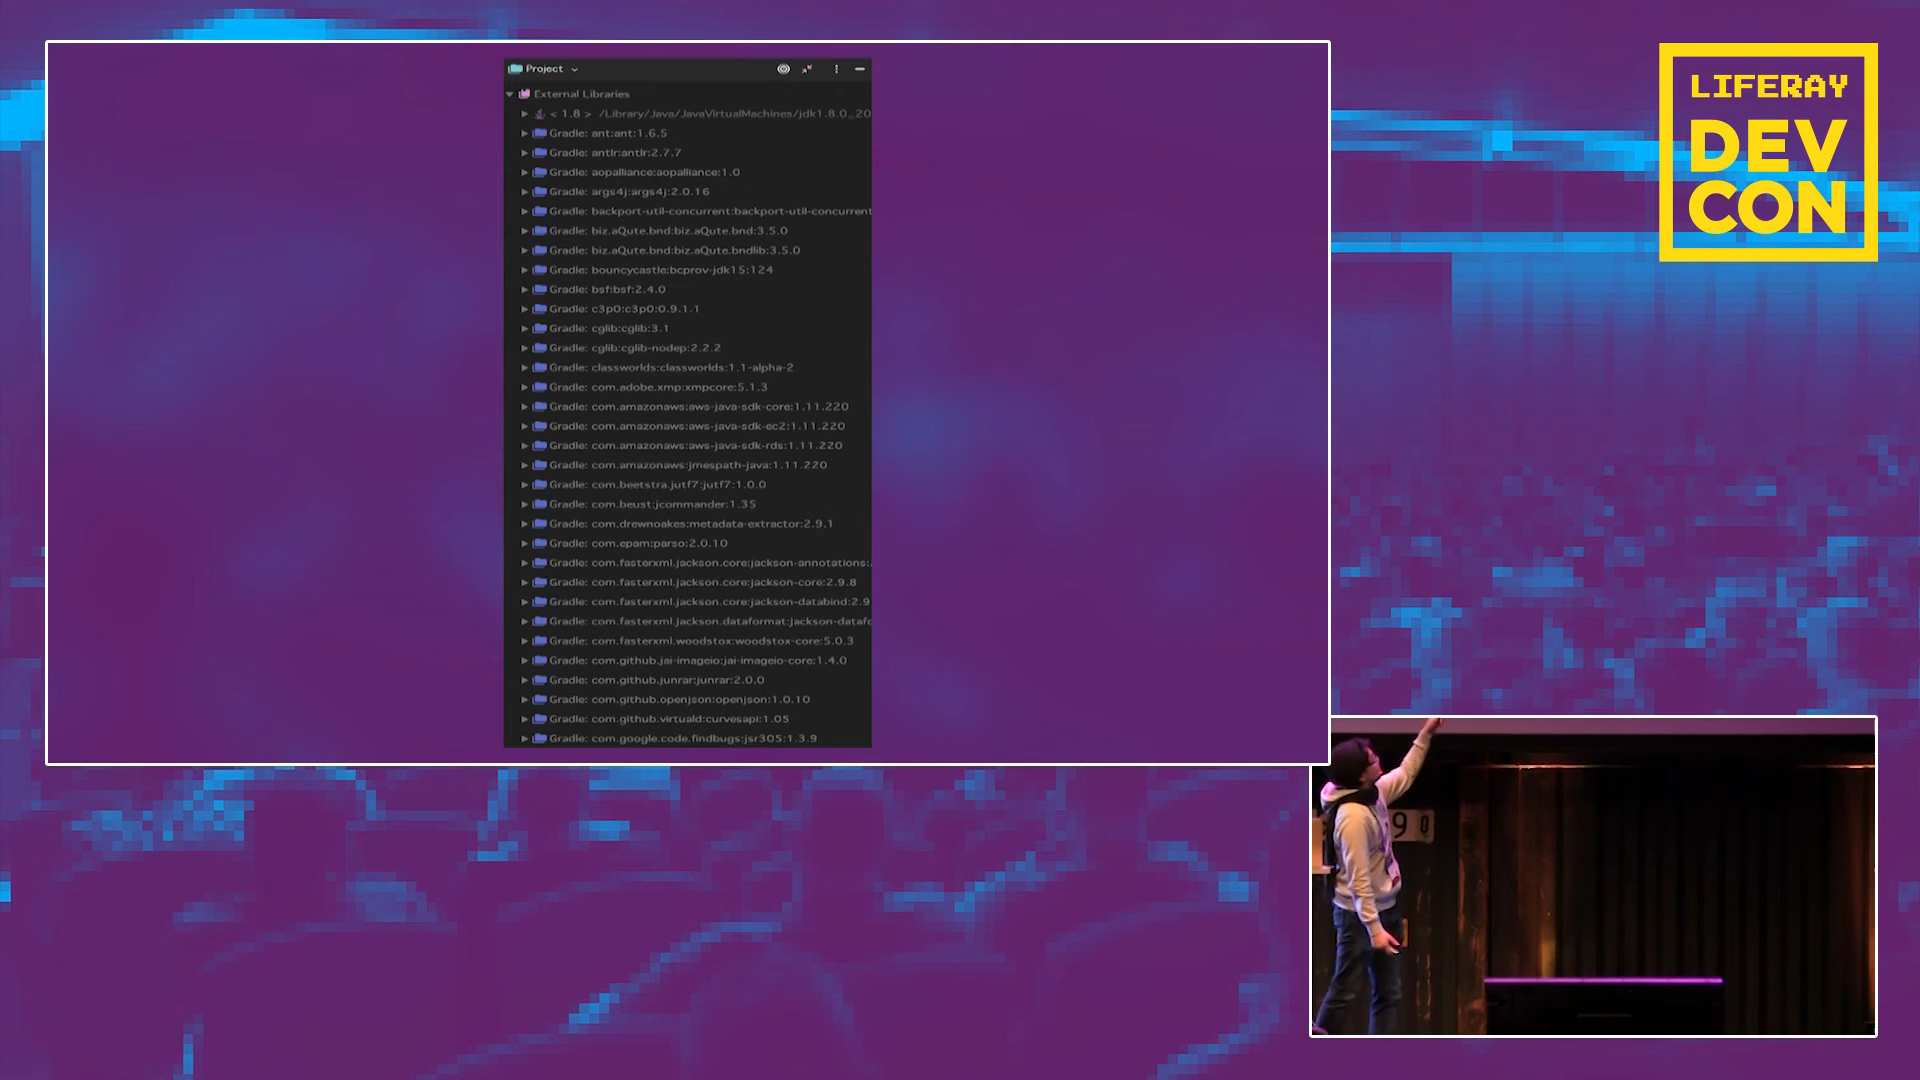 Project
External Libraries
< 1.8 > /Library/Java/JavaVirtualMachines/jdk1.8.0_20
Gradle: ant:ant:1.6.5
Gradle: antlr:antlr:2.7.7
Gradle: aopalliance:aopalliance:1.0
Gradle: args4j:args4j:2.0.16
Gradle: backport-util-concurrent:backport-util-concurrent
Gradle: biz.aQute.bnd:biz.aQute.bnd:3.5.0
Gradle: biz.aQute.bnd:biz.aQute.bndlib:3.5.0
Gradle: bouncycastle:bcprov-jdk15:124
Gradle: bsf:bsf:2.4.0
Gradle: c3p0:c3p0:0.9.1.1
Gradle: cglib:cglib:3.1
Gradle: cglib:cglib-nodep:2.2.2
Gradle: classworlds:classworlds:1.1-alpha-2
Gradle: com.adobe.xmp:xmpcore:5.1.3
Gradle: com.amazonaws:aws-java-sdk-core:1.11.220
Gradle: com.amazonaws:aws-java-sdk-ec2:1.11.220
Gradle: com.amazonaws:aws-java-sdk-rds:1.11.220
Gradle: com.amazonaws:jmespath-java:1.11.220
Gradle: com.beetstra.jutf7:jutf7:1.0.0
Gradle: com.beust:jcommander:1.35
Gradle: com.drewnoakes:metadata-extractor:2.9.1
Gradle: com.epam:parso:2.0.10
Gradle: com.fasterxml.jackson.core:jackson-annotations:
Gradle: com.fasterxml.jackson.core:jackson-core:2.9.8
Gradle: com.fasterxml.jackson.core:jackson-databind:2.9
Gradle: com.fasterxml.jackson.dataformat:jackson-datafo
Gradle: com.fasterxml.woodstox:woodstox-core:5.0.3
Gradle: com.github.jai-imageio:jai-imageio-core:1.4.0
Gradle: com.github.junrar:junrar:2.0.0
Gradle: com.github.openjson:openjson:1.0.10
Gradle: com.github.virtuald:curvesapi:1.05
Gradle: com.google.code.findbugs:jsr305:1.3.9
LIFERAY
DEV
CON
90